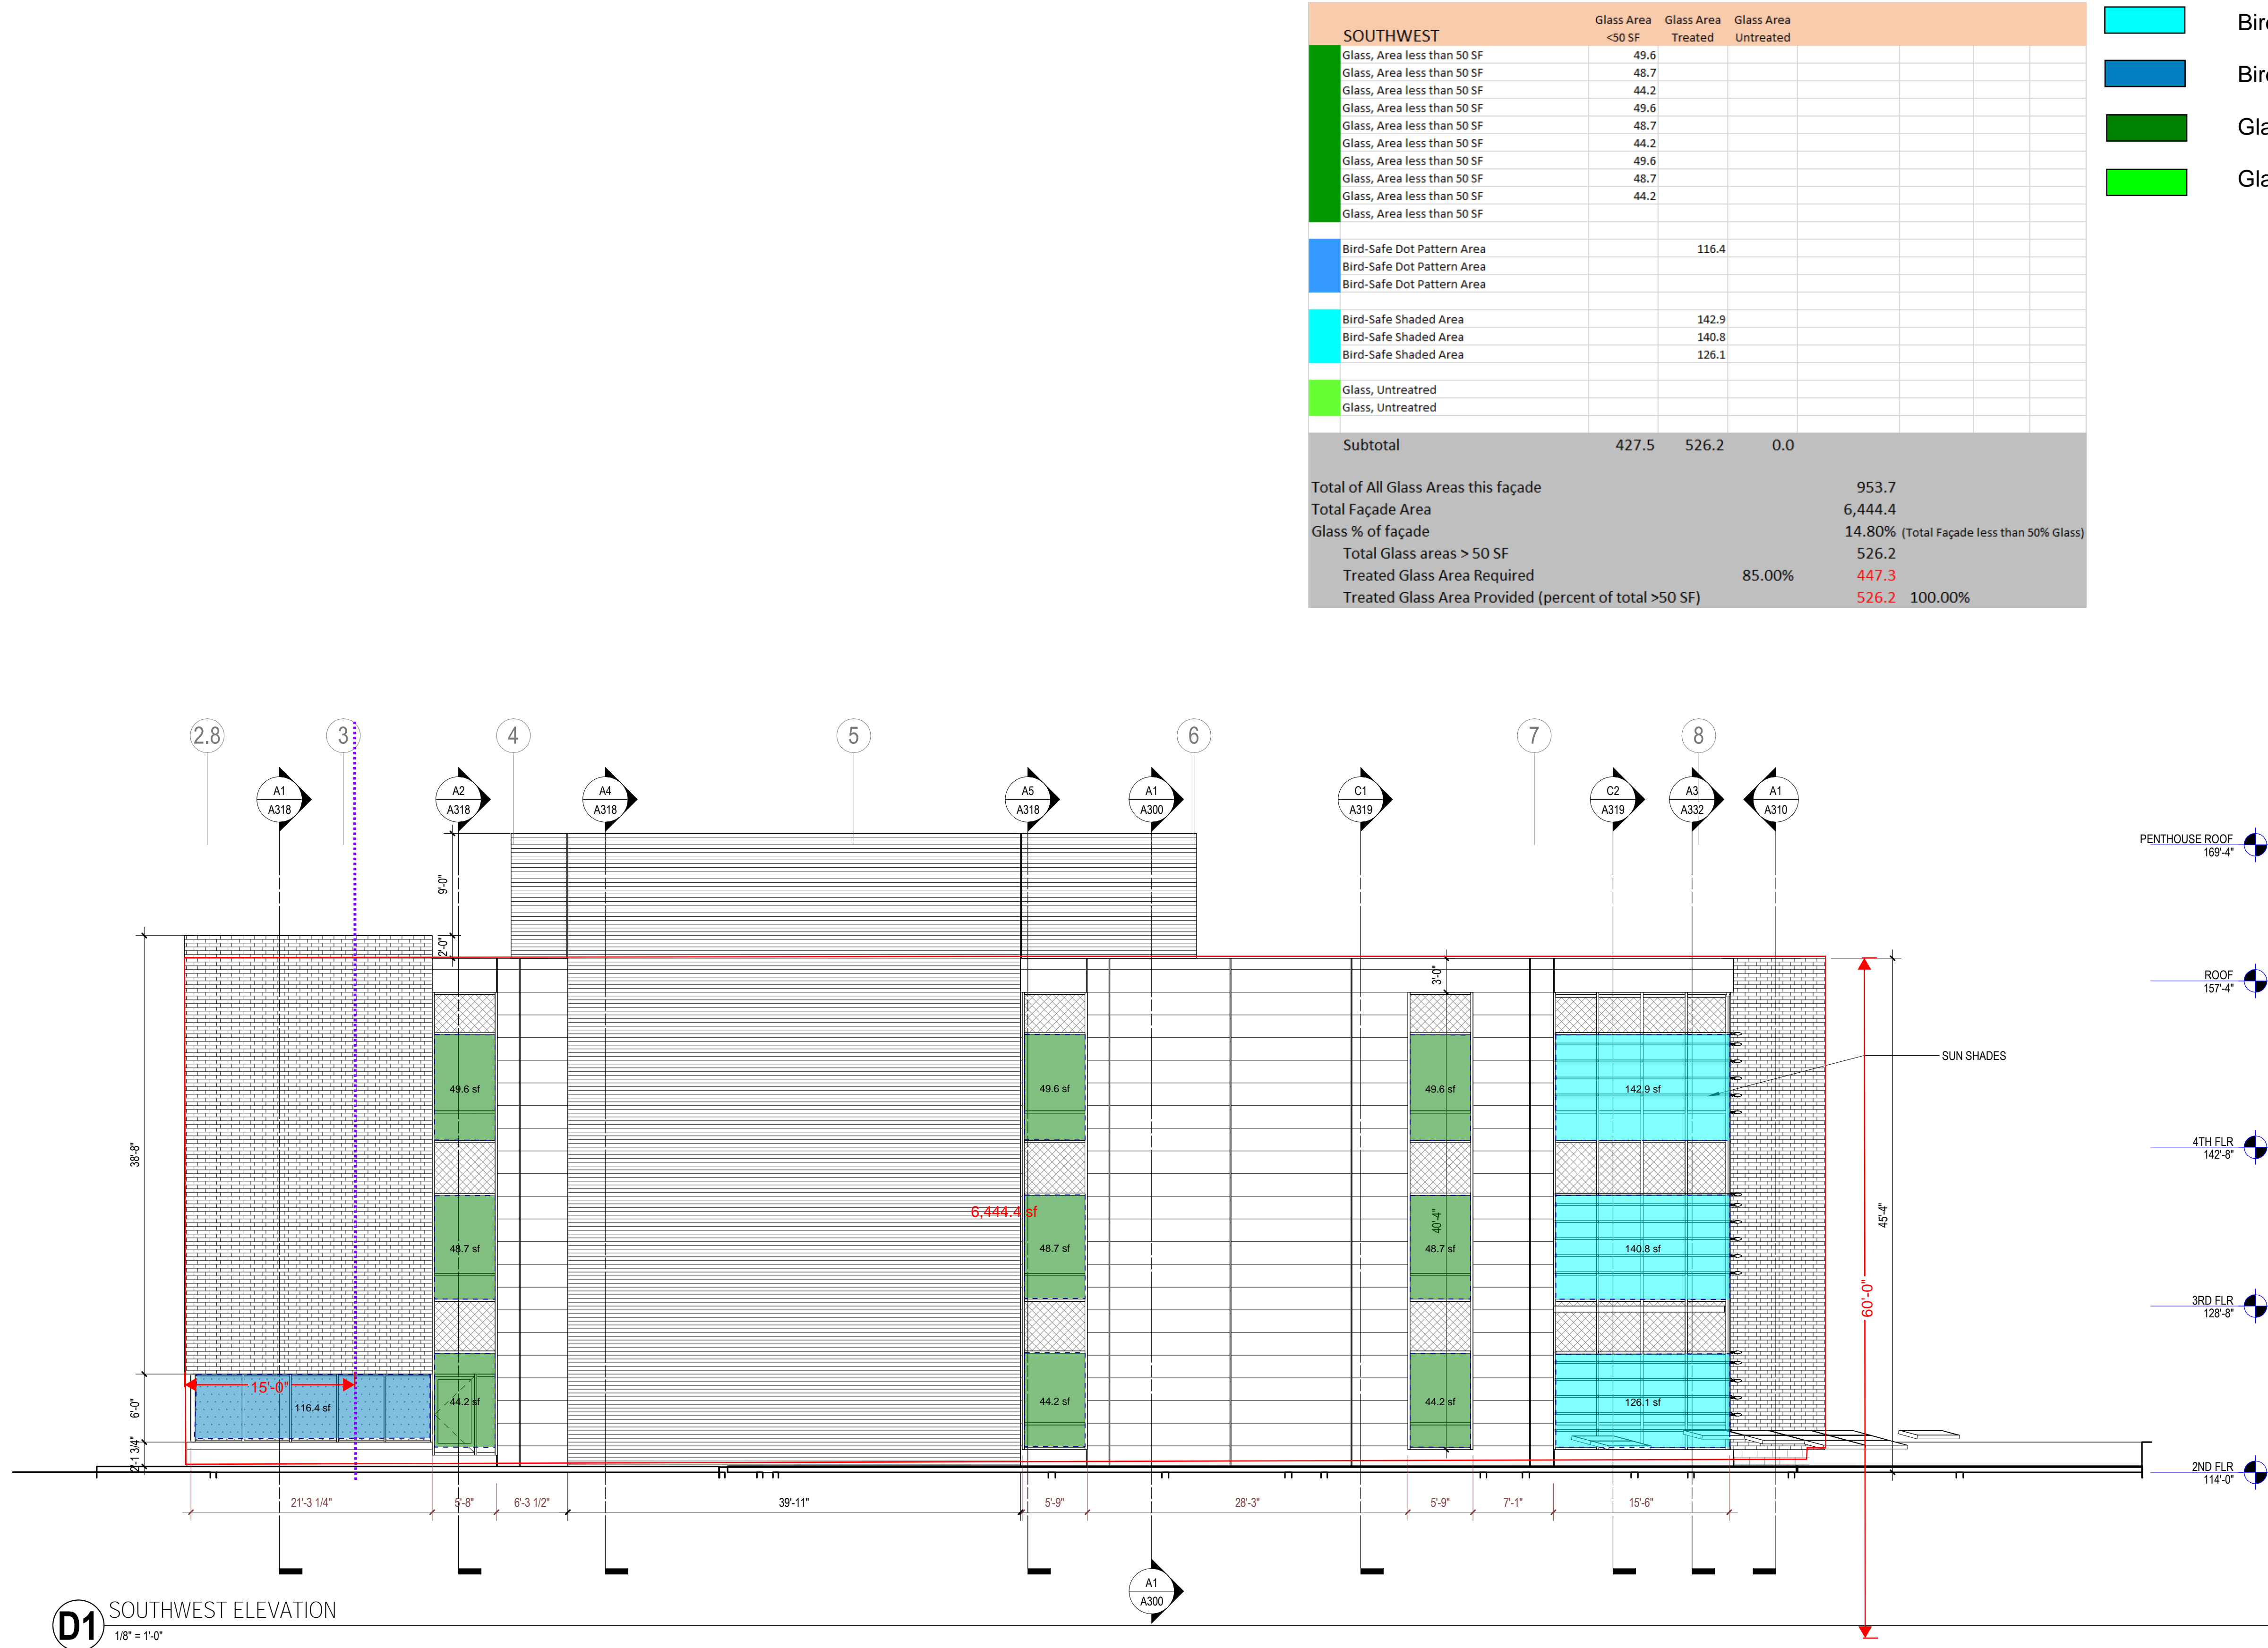 SOUTHWEST
Glass Area <50 SF
Glass Area Treated
Glass Area Untreated
Glass, Area less than 50 SF 49.6
Glass, Area less than 50 SF 48.7
Glass, Area less than 50 SF 44.2
Glass, Area less than 50 SF 49.6
Glass, Area less than 50 SF 48.7
Glass, Area less than 50 SF 44.2
Glass, Area less than 50 SF 49.6
Glass, Area less than 50 SF 48.7
Glass, Area less than 50 SF 44.2
Glass, Area less than 50 SF
Bird-Safe Dot Pattern Area 116.4
Bird-Safe Dot Pattern Area
Bird-Safe Dot Pattern Area
Bird-Safe Shaded Area 142.9
Bird-Safe Shaded Area 140.8
Bird-Safe Shaded Area 126.1
Glass, Untreatred
Glass, Untreatred
Subtotal 427.5 526.2 0.0
Total of All Glass Areas this façade 953.7
Total Façade Area 6,444.4
Glass % of façade 14.80% (Total Façade less than 50% Glass)
Total Glass areas > 50 SF 526.2
Treated Glass Area Required 85.00% 447.3
Treated Glass Area Provided (percent of total >50 SF) 526.2 100.00%
Bir
Bir
Gla
Gla
2.8 3 4 5 6 7 8
A1 A318
A2 A318
A4 A318
A5 A318
A1 A300
C1 A319
C2 A319
A3 A332
A1 A310
PENTHOUSE ROOF
169'-4"
9'-0"
2'-0"
3'-0"
ROOF
157'-4"
SUN SHADES
49.6 sf 49.6 sf 49.6 sf 142.9 sf
38'-8"
4TH FLR
142'-8"
6,444.4 sf
40'-4"
45'-4"
48.7 sf 48.7 sf 48.7 sf 140.8 sf
60'-0"
3RD FLR
128'-8"
15'-0"
116.4 sf 44.2 sf 44.2 sf 44.2 sf 126.1 sf
6'-0"
2'-1 3/4"
2ND FLR
114'-0"
21'-3 1/4" 5'-8" 6'-3 1/2" 39'-11" 5'-9" 28'-3" 5'-9" 7'-1" 15'-6"
A1 A300
D1 SOUTHWEST ELEVATION
1/8" = 1'-0"